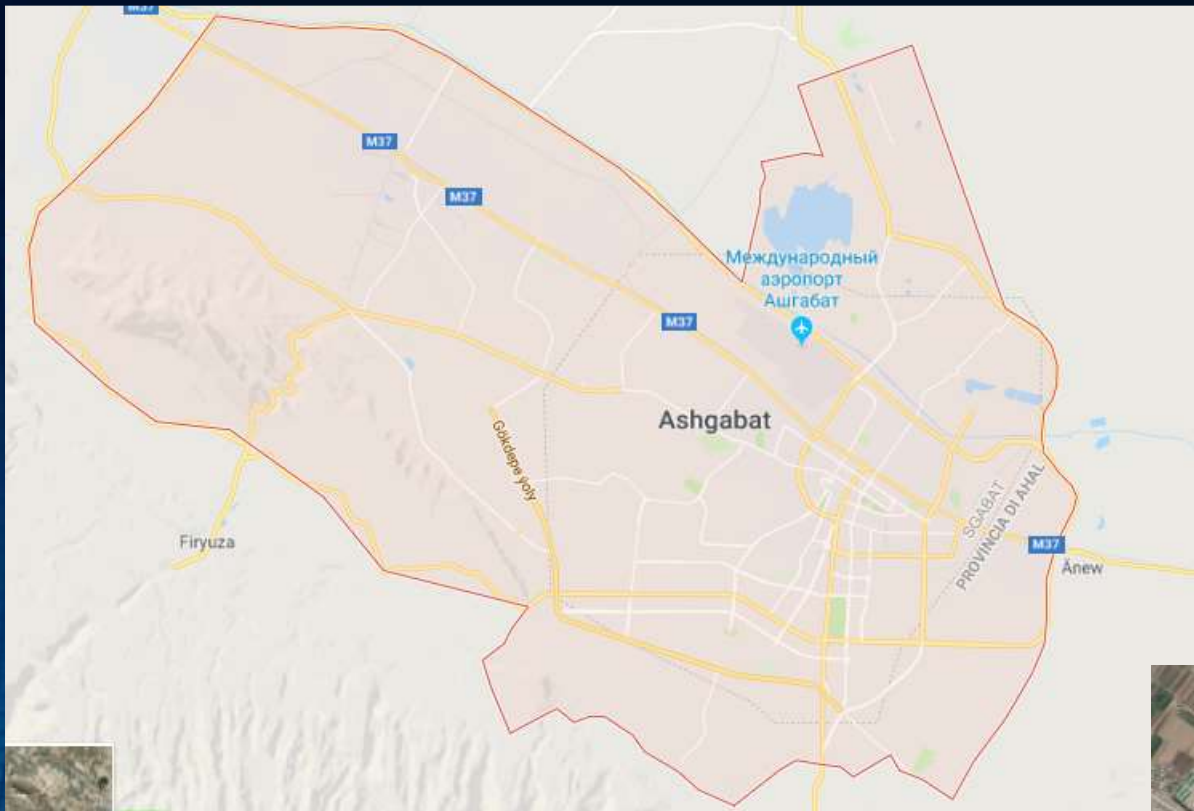 M37
M37
M37
Международный
аэропорт
Ашгабат
M37
Ashgabat
Gökdepe ýoly
SGABAT
PROVINCIA DI AHAL
M37
Änew
Firyuza